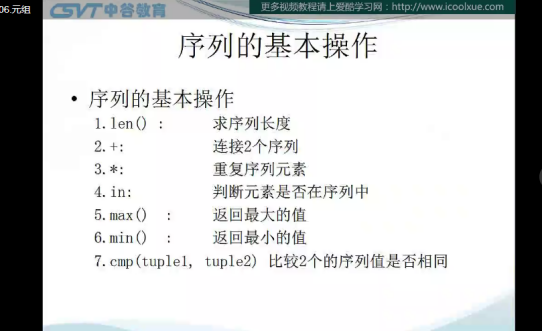 06.元组
CSVT 中谷教育
更多视频教程请上爱酷学习网：http://www.icoolxue.com
序列的基本操作
• 序列的基本操作
1.len() : 求序列长度
2.+: 连接2个序列
3.*: 重复序列元素
4.in: 判断元素是否在序列中
5.max() : 返回最大的值
6.min() : 返回最小的值
7.cmp(tuple1, tuple2) 比较2个的序列值是否相同